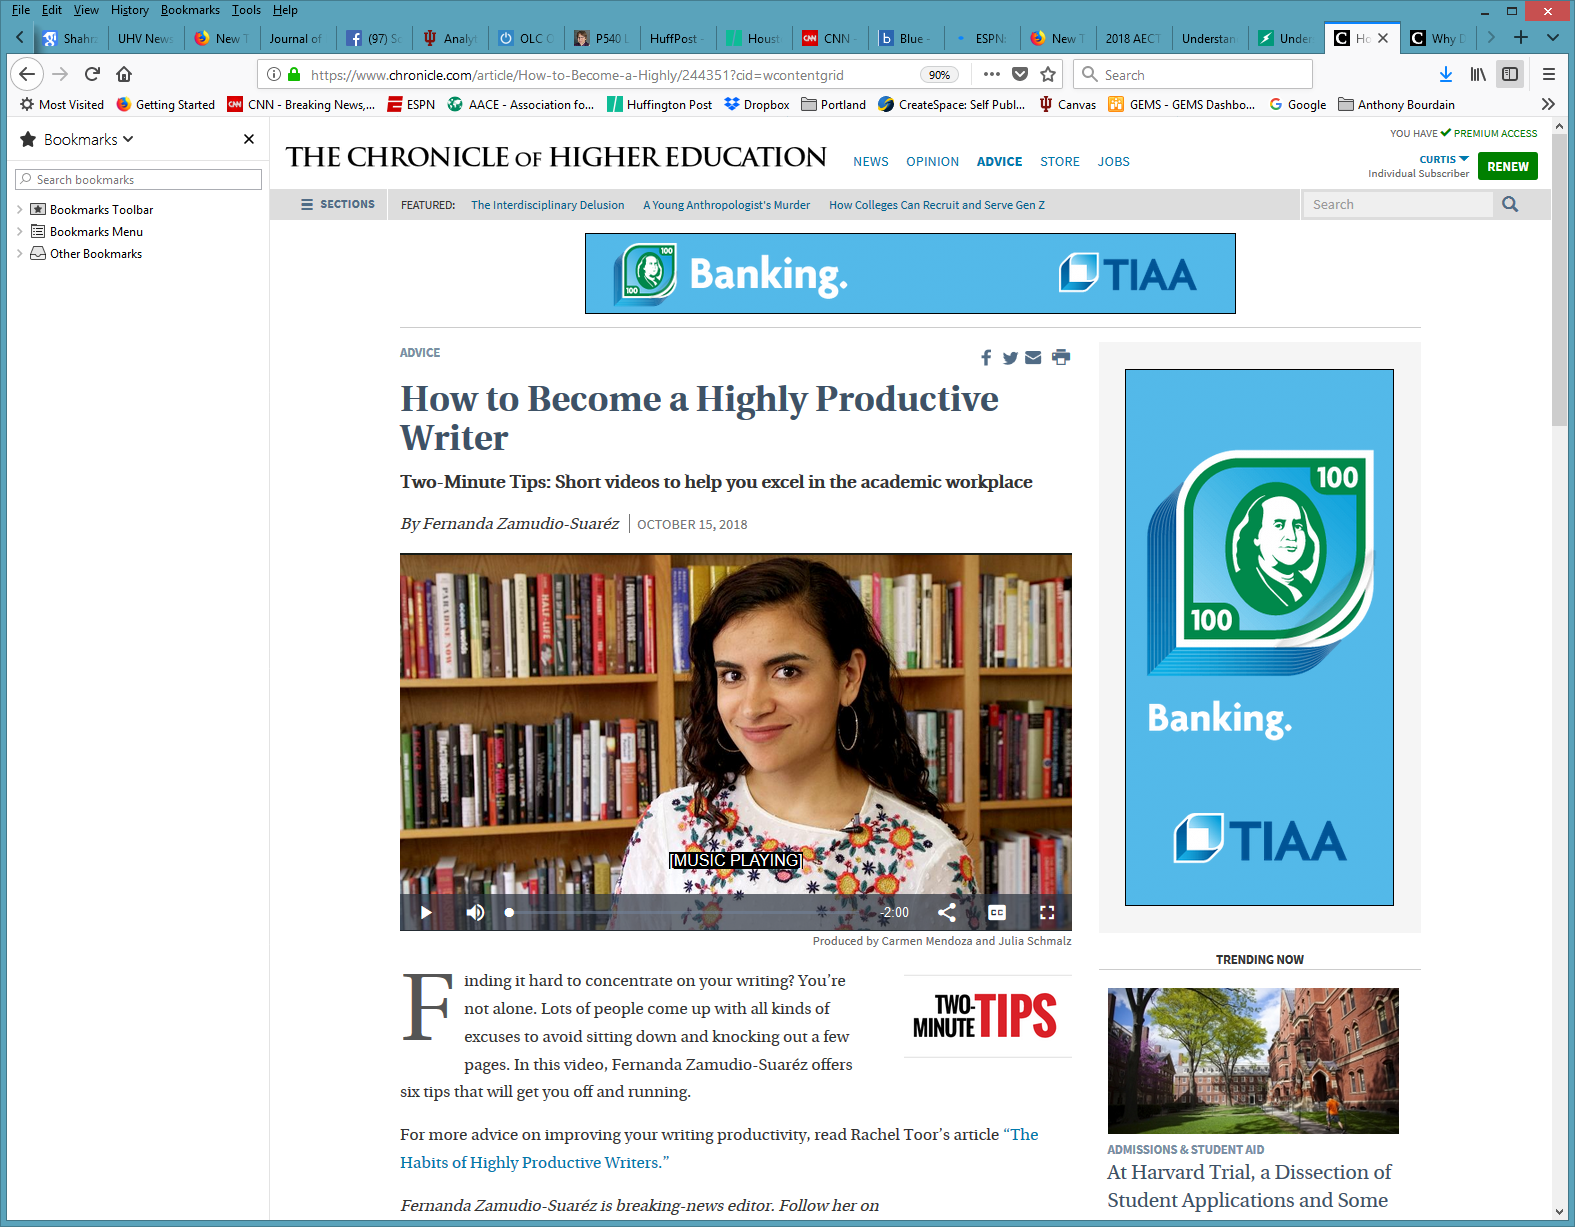 File Edit View History Bookmarks Tools Help
Shahra UHV News New T Journal of (97) Sc Analyt OLC C P540 L HuffPost - Houst CNN - Blue - ESPN: New T 2018 AECT Understan Under Ho Why D
https://www.chronicle.com/article/How-to-Become-a-Highly/244351?cid=wcontentgrid 90% Search
Most Visited Getting Started CNN - Breaking News,... ESPN AACE - Association fo... Huffington Post Dropbox Portland CreateSpace: Self Publ... Canvas GEMS - GEMS Dashbo... Google Anthony Bourdain
Bookmarks
Search bookmarks
Bookmarks Toolbar
Bookmarks Menu
Other Bookmarks
YOU HAVE PREMIUM ACCESS
THE CHRONICLE OF HIGHER EDUCATION NEWS OPINION ADVICE STORE JOBS
CURTIS
Individual Subscriber
RENEW
SECTIONS FEATURED: The Interdisciplinary Delusion A Young Anthropologist's Murder How Colleges Can Recruit and Serve Gen Z Search
100
100
Banking. TIAA
ADVICE
How to Become a Highly Productive
Writer
Two-Minute Tips: Short videos to help you excel in the academic workplace
By Fernanda Zamudio-Suaréz OCTOBER 15, 2018
PARADISE NOW
HALF-LIFE
[MUSIC PLAYING]
-2:00
CC
Produced by Carmen Mendoza and Julia Schmalz
Finding it hard to concentrate on your writing? You're
not alone. Lots of people come up with all kinds of
excuses to avoid sitting down and knocking out a few
pages. In this video, Fernanda Zamudio-Suaréz offers
six tips that will get you off and running.
TWO-
MINUTE TIPS
For more advice on improving your writing productivity, read Rachel Toor's article “The
Habits of Highly Productive Writers.”
Fernanda Zamudio-Suaréz is breaking-news editor. Follow her on
100
100
Banking.
TIAA
TRENDING NOW
ADMISSIONS & STUDENT AID
At Harvard Trial, a Dissection of
Student Applications and Some